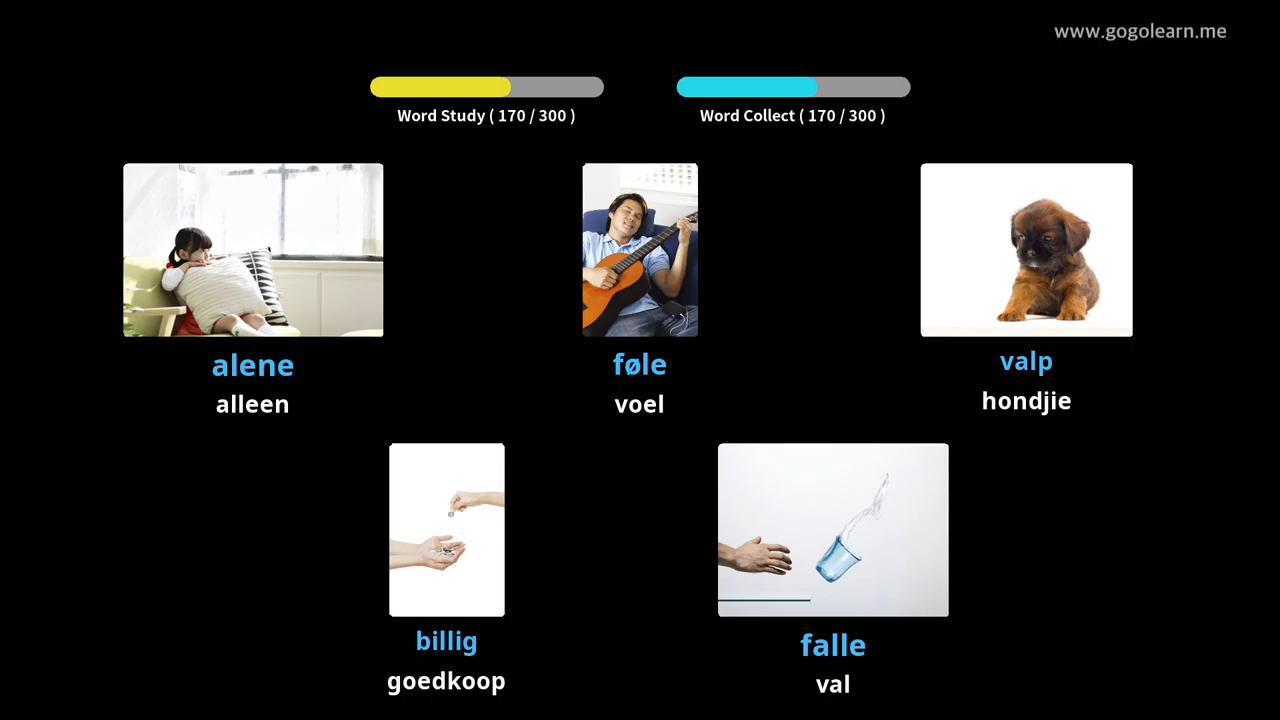 www.gogolearn.me
Word Study ( 170 / 300 )
Word Collect ( 170 / 300 )
alene
alleen
føle
voel
valp
hondjie
billig
goedkoop
falle
val